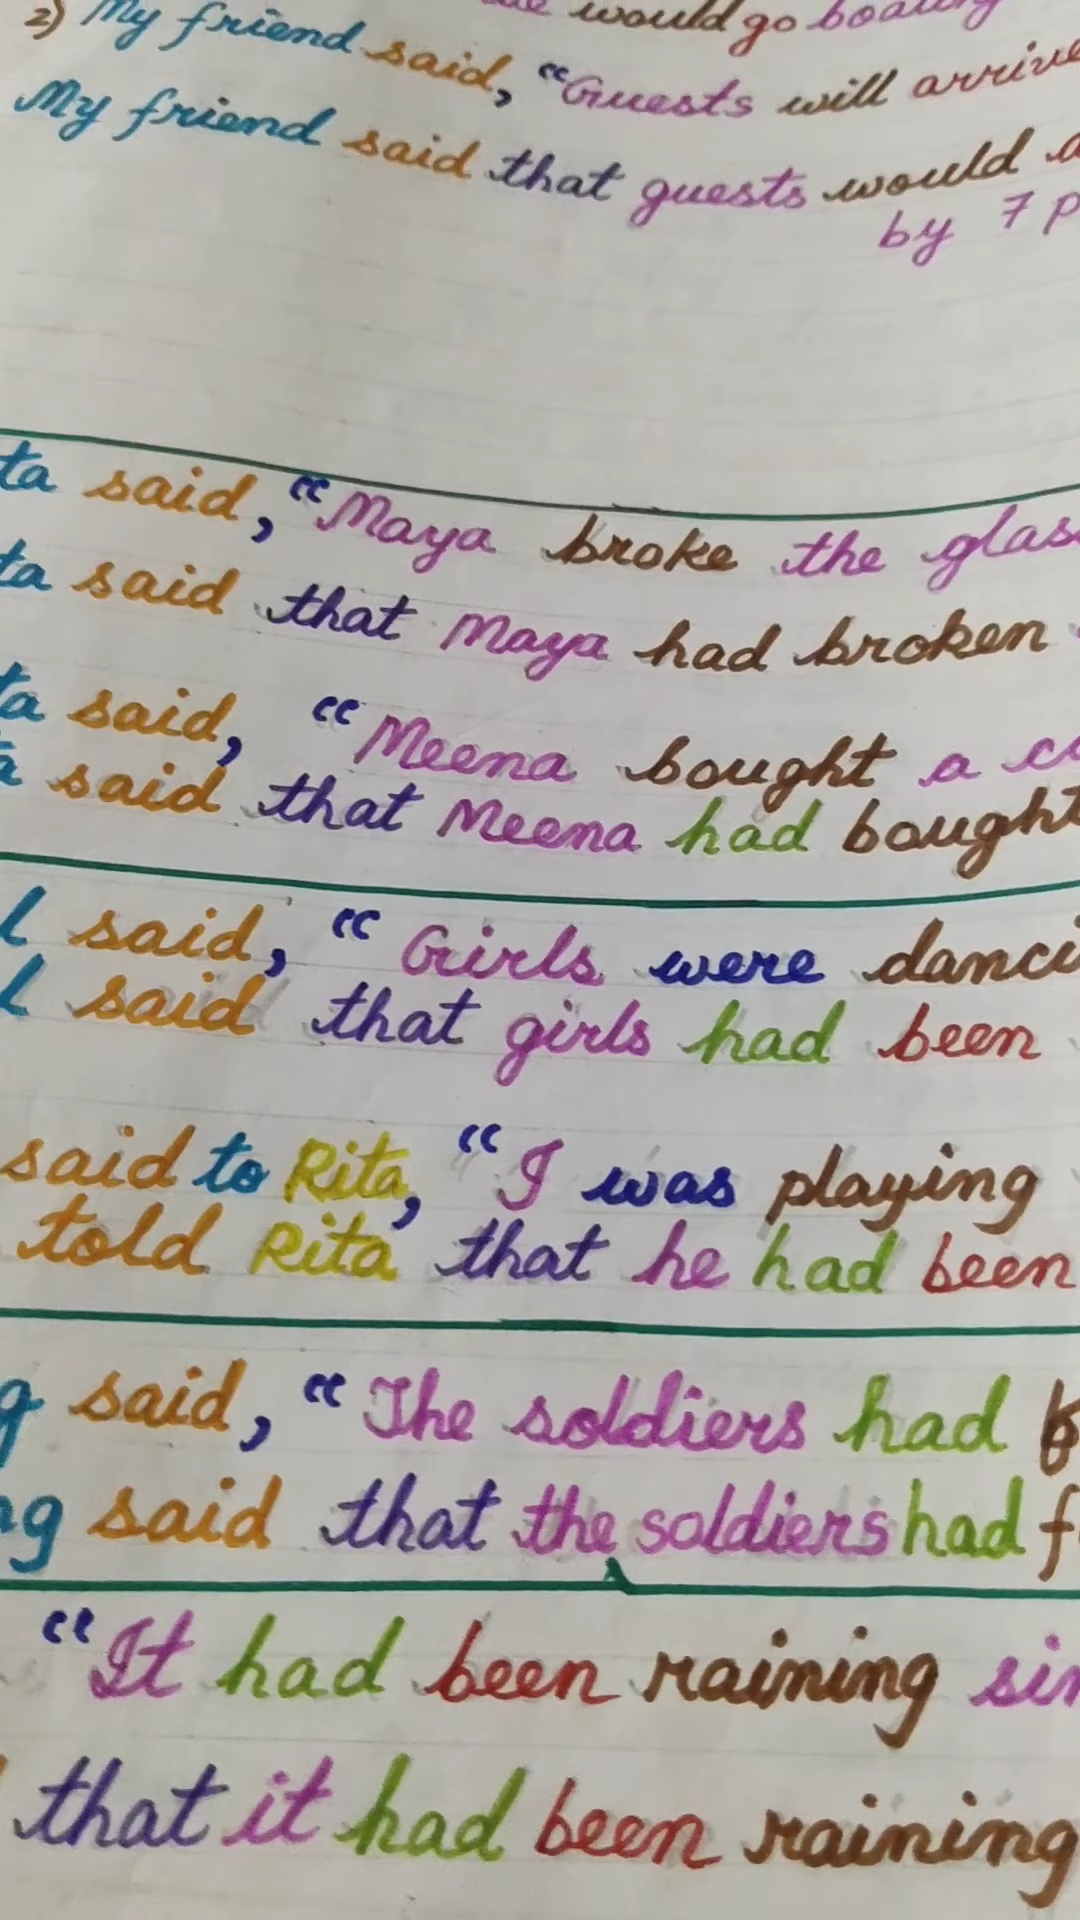 would go boating
2) My friend said, "Guests will arrive
My friend said that guests would
by 7 p
ta said, "Maya broke the glas
ta said that Maya had broken
ta said, "Meena bought a co
said that Meena had bought
l said, "Girls were danci
l said that girls had been
said to Rita, "I was playing
told Rita that he had been
g said, "The soldiers had
ng said that the soldiers had f
"It had been raining sin
that it had been raining